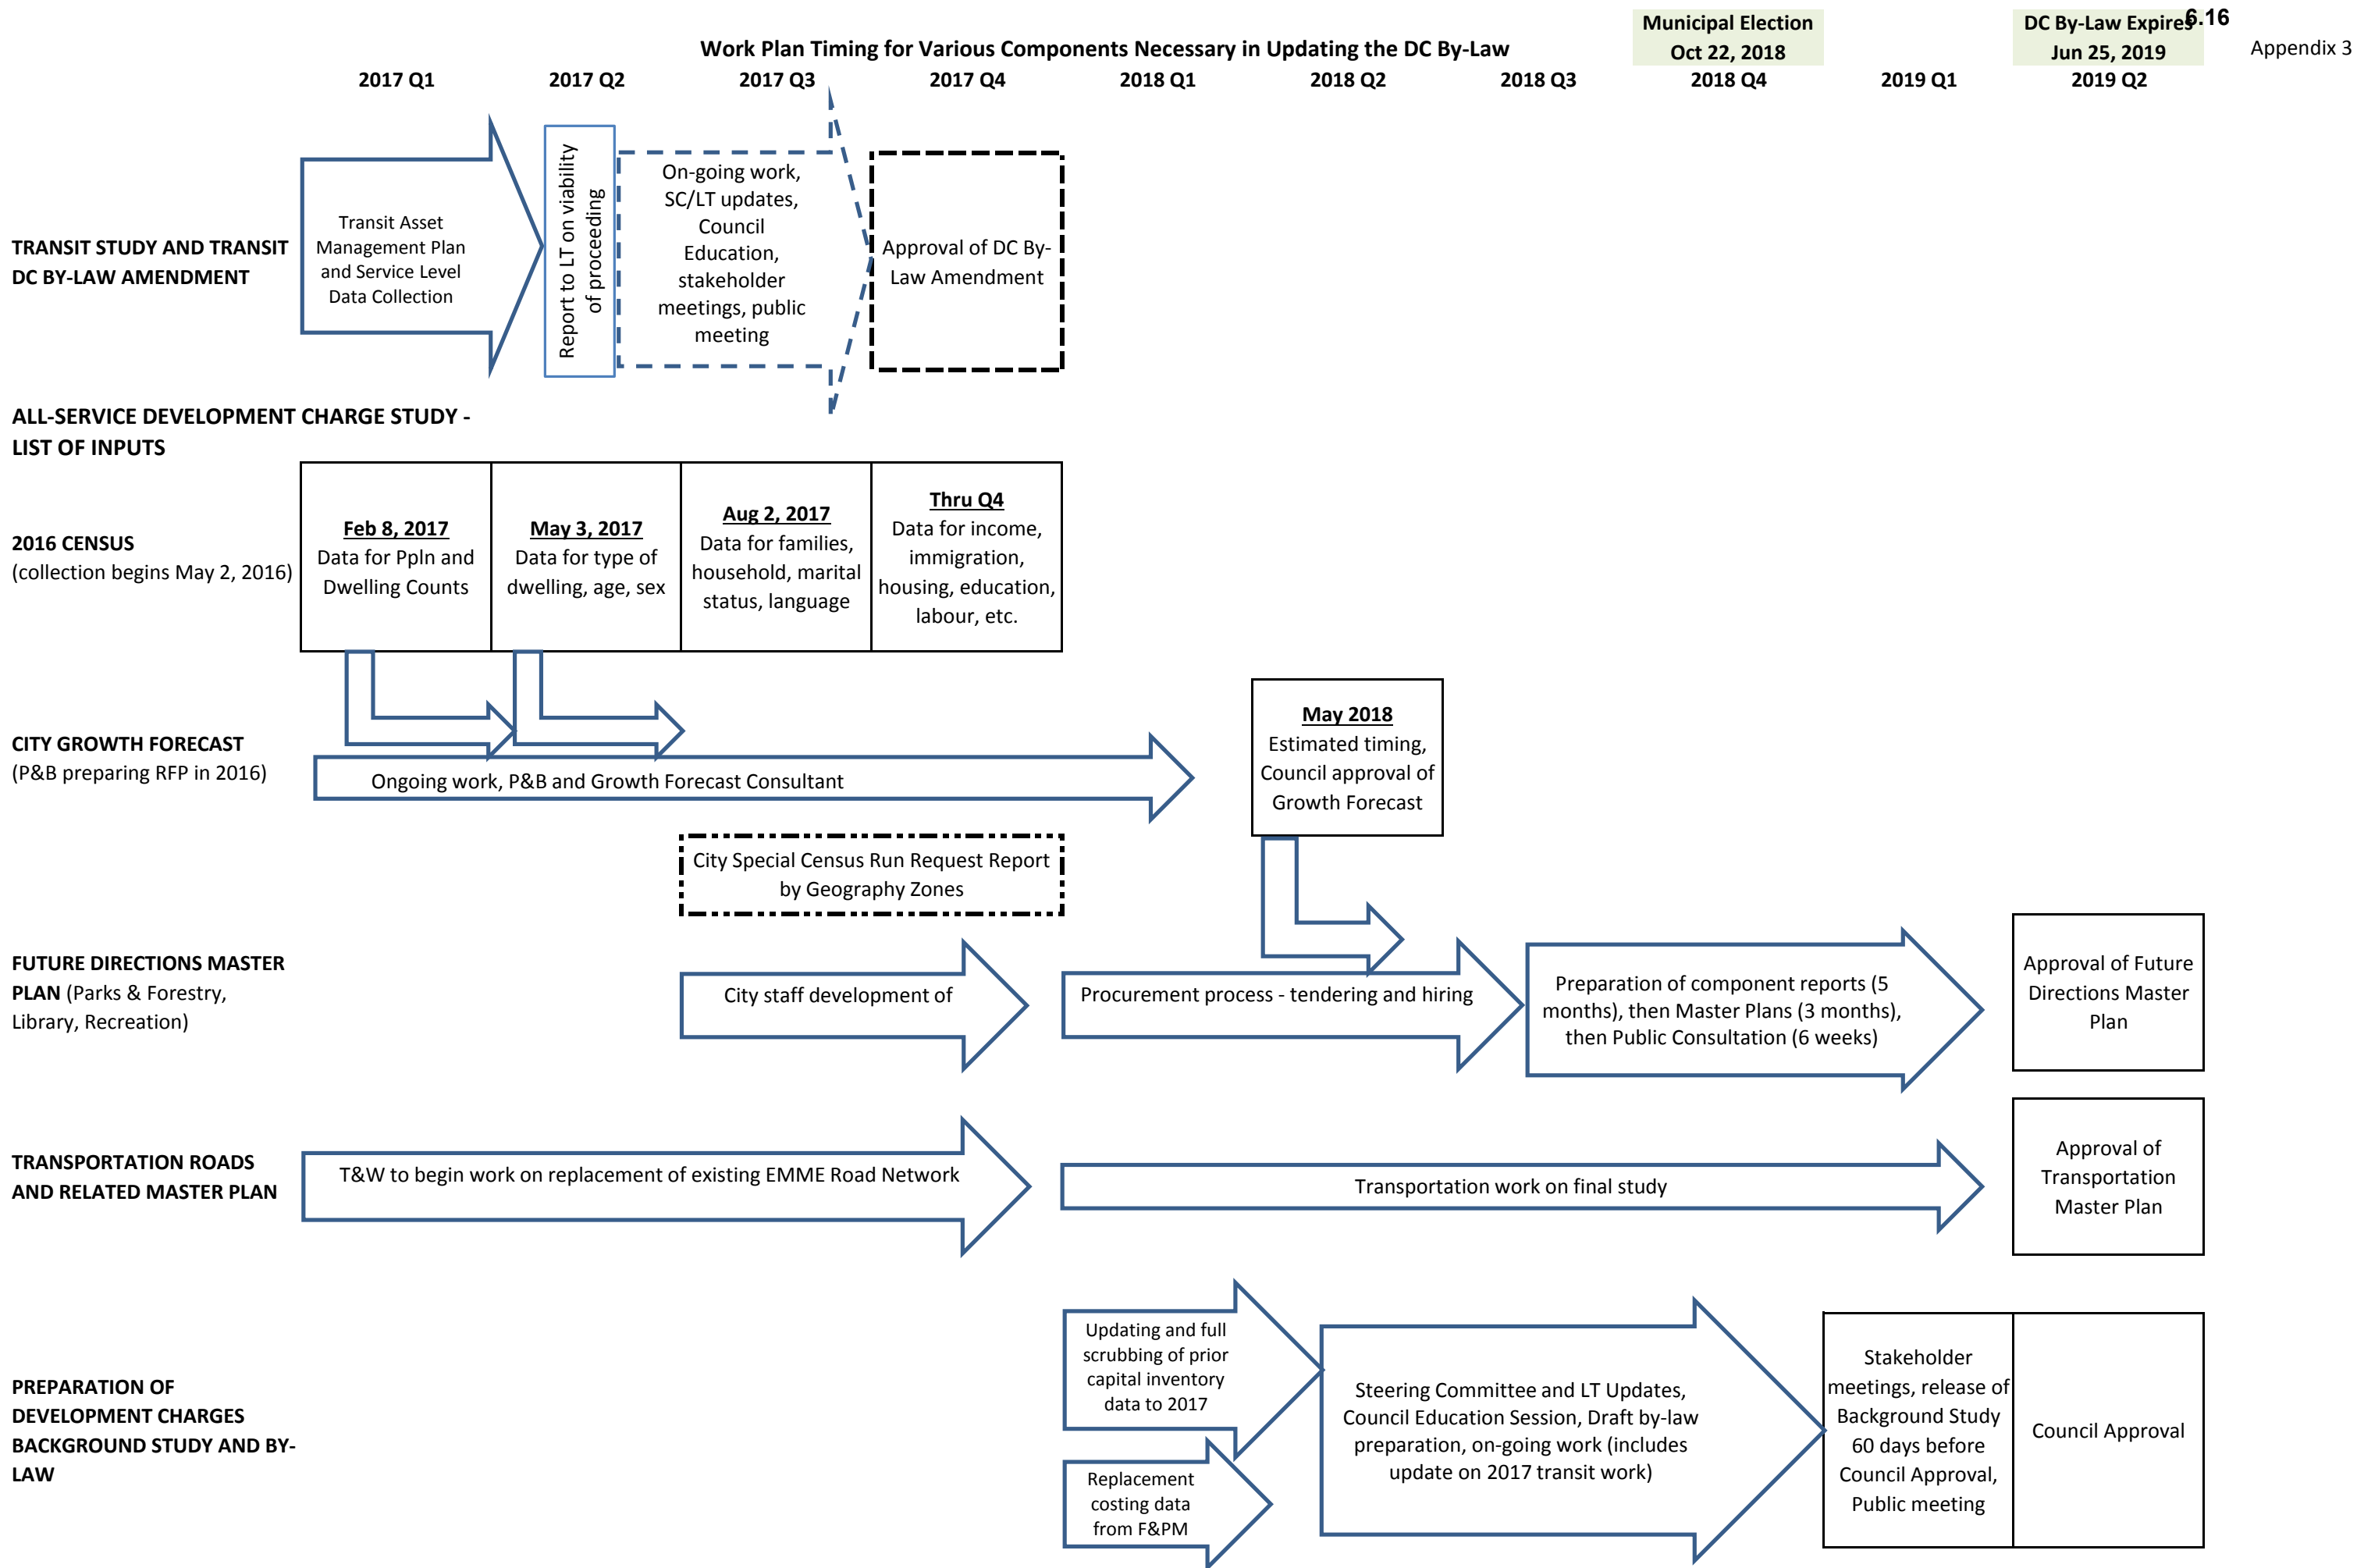 6.16
Appendix 3
Municipal Election
Oct 22, 2018
DC By-Law Expires
Jun 25, 2019
Work Plan Timing for Various Components Necessary in Updating the DC By-Law
2017 Q1 2017 Q2 2017 Q3 2017 Q4 2018 Q1 2018 Q2 2018 Q3 2018 Q4 2019 Q1 2019 Q2
TRANSIT STUDY AND TRANSIT
DC BY-LAW AMENDMENT
Transit Asset
Management Plan
and Service Level
Data Collection
Report to LT on viability
of proceeding
On-going work,
SC/LT updates,
Council
Education,
stakeholder
meetings, public
meeting
Approval of DC By-
Law Amendment
ALL-SERVICE DEVELOPMENT CHARGE STUDY -
LIST OF INPUTS
2016 CENSUS
(collection begins May 2, 2016)
Feb 8, 2017
Data for Ppln and
Dwelling Counts
May 3, 2017
Data for type of
dwelling, age, sex
Aug 2, 2017
Data for families,
household, marital
status, language
Thru Q4
Data for income,
immigration,
housing, education,
labour, etc.
CITY GROWTH FORECAST
(P&B preparing RFP in 2016)
Ongoing work, P&B and Growth Forecast Consultant
May 2018
Estimated timing,
Council approval of
Growth Forecast
City Special Census Run Request Report
by Geography Zones
FUTURE DIRECTIONS MASTER
PLAN (Parks & Forestry,
Library, Recreation)
City staff development of
Procurement process - tendering and hiring
Preparation of component reports (5
months), then Master Plans (3 months),
then Public Consultation (6 weeks)
Approval of Future
Directions Master
Plan
TRANSPORTATION ROADS
AND RELATED MASTER PLAN
T&W to begin work on replacement of existing EMME Road Network
Transportation work on final study
Approval of
Transportation
Master Plan
PREPARATION OF
DEVELOPMENT CHARGES
BACKGROUND STUDY AND BY-
LAW
Updating and full
scrubbing of prior
capital inventory
data to 2017
Replacement
costing data
from F&PM
Steering Committee and LT Updates,
Council Education Session, Draft by-law
preparation, on-going work (includes
update on 2017 transit work)
Stakeholder
meetings, release of
Background Study
60 days before
Council Approval,
Public meeting
Council Approval